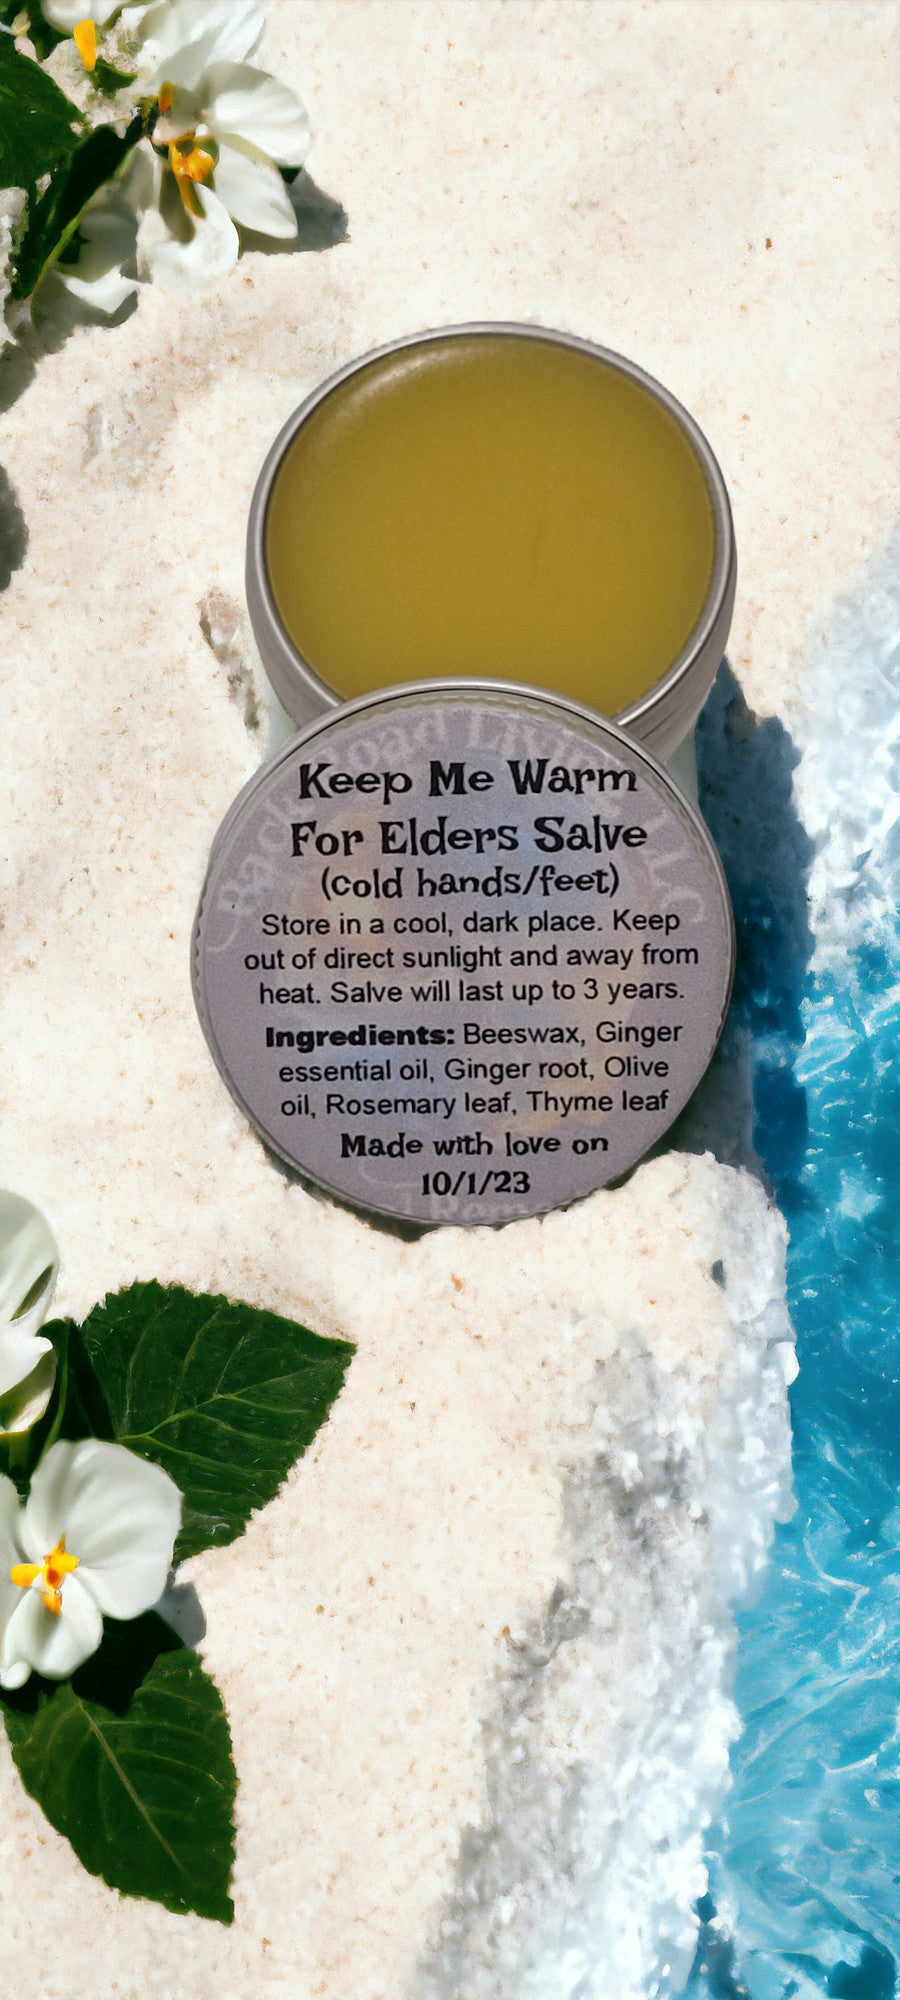 Keep Me Warm
For Elders Salve
(cold hands/feet)
Store in a cool, dark place. Keep
out of direct sunlight and away from
heat. Salve will last up to 3 years.
Ingredients: Beeswax, Ginger
essential oil, Ginger root, Olive
oil, Rosemary leaf, Thyme leaf
Made with love on
10/1/23